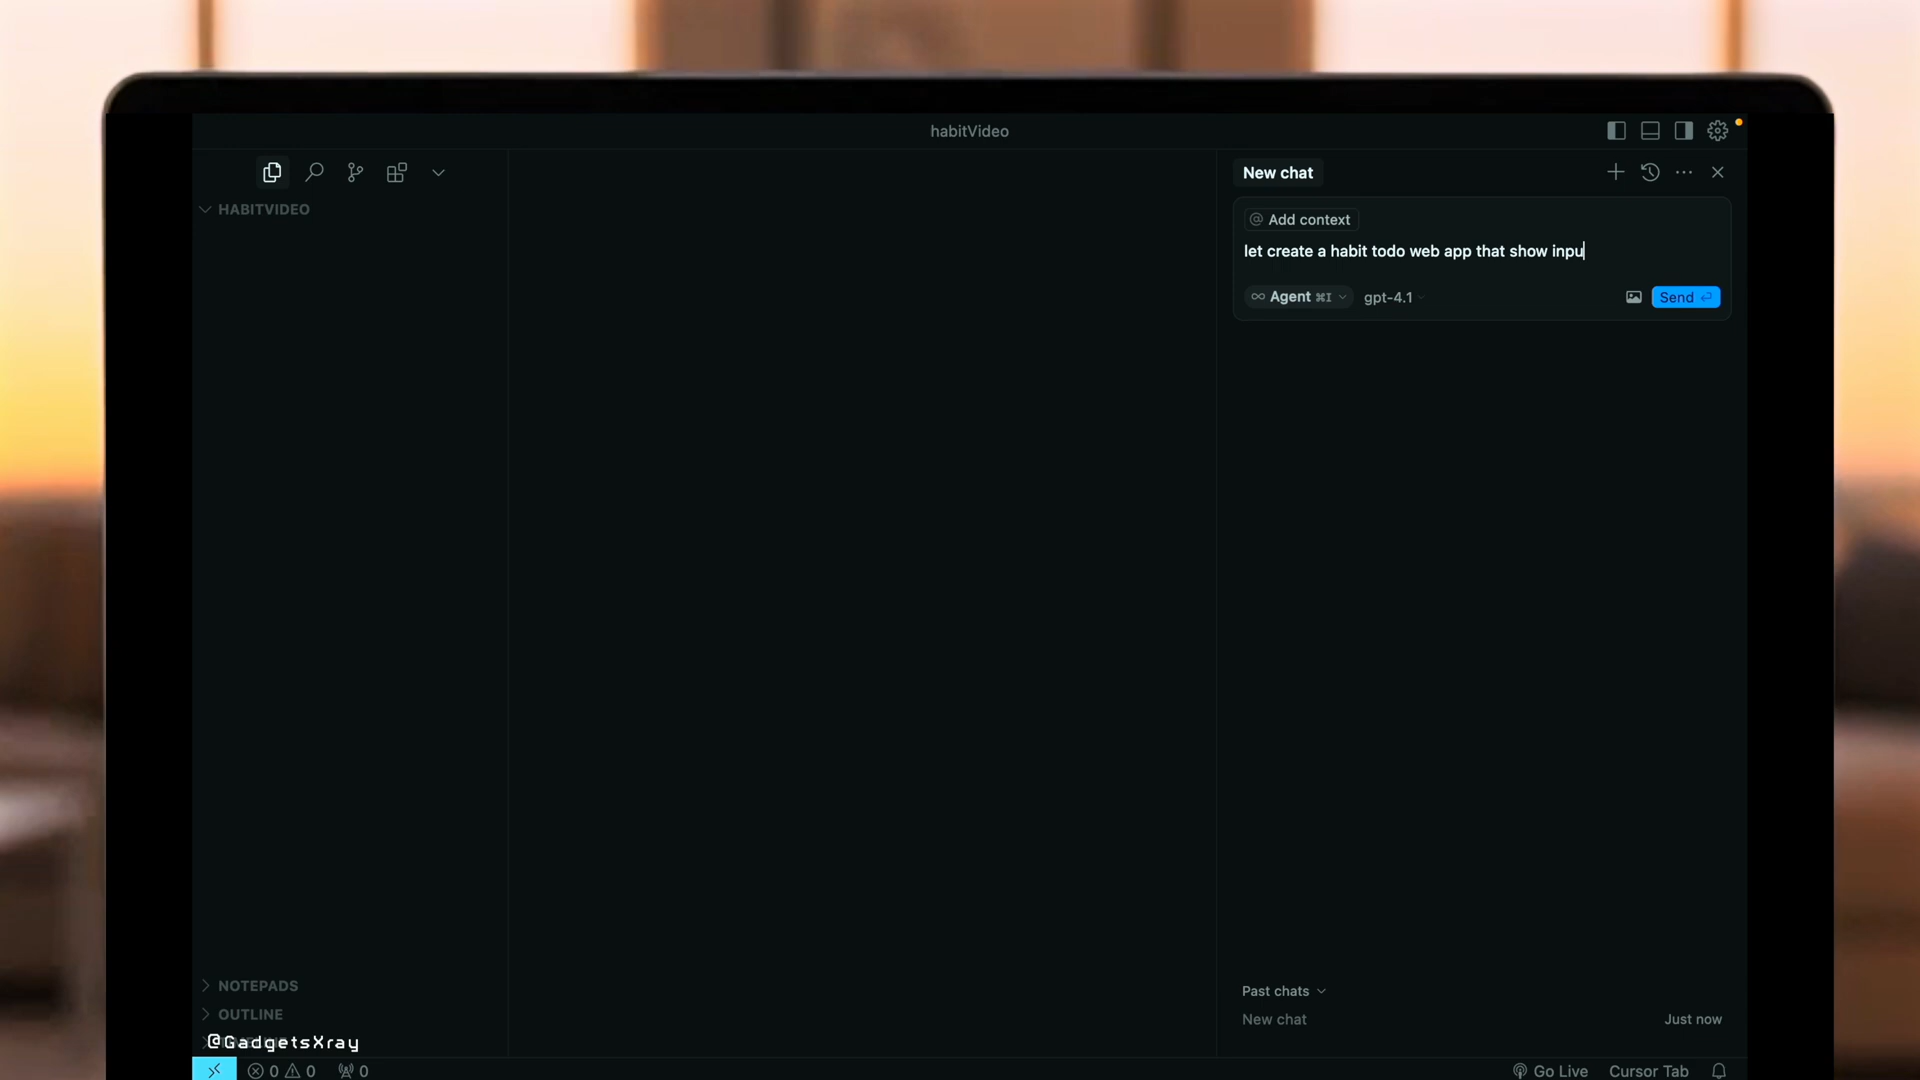 habitVideo
HABITVIDEO
New chat
@ Add context
let create a habit todo web app that show inpu
Agent ⌘I
gpt-4.1
Send
Past chats
New chat
Just now
NOTEPADS
OUTLINE
@GadgetsXray
0 0 0
Go Live
Cursor Tab